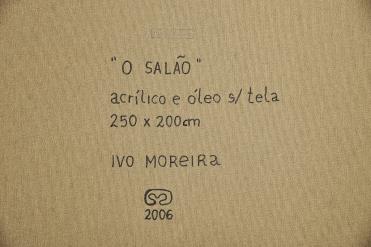 "O SALÃO"
acrílico e óleo s/ tela
250 x 200cm
IVO MOREIRA
2006